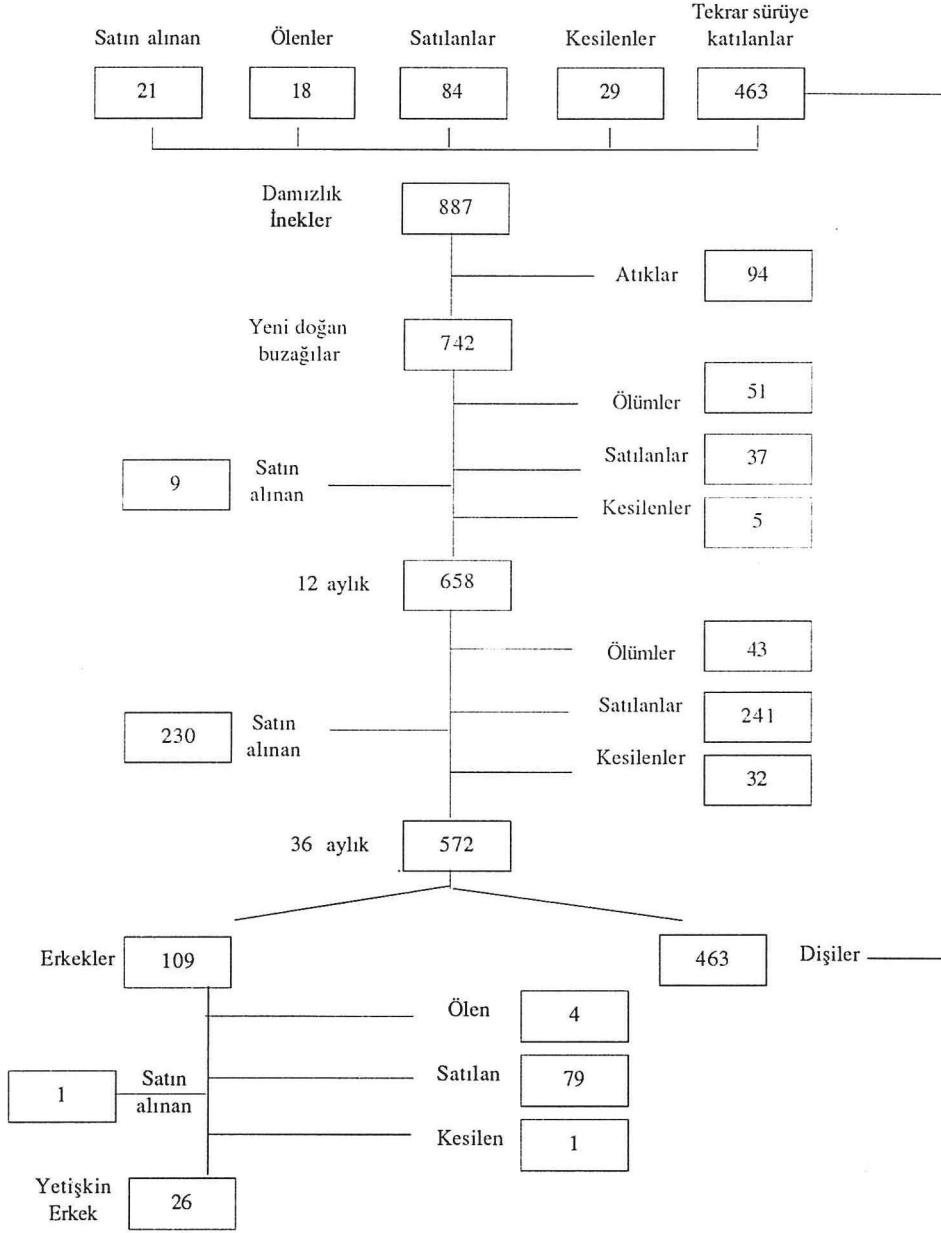 Tekrar sürüye
Satın alınan Ölenler Satılanlar Kesilenler katılanlar
21 18 84 29 463
Damızlık
İnekler
887
Atıklar 94
Yeni doğan
buzağılar
742
Ölümler 51
Satılanlar 37
9 Satın
alınan
Kesilenler 5
12 aylık 658
Ölümler 43
Satılanlar 241
230 Satın
alınan
Kesilenler 32
36 aylık 572
Erkekler 109 463 Dişiler
Ölen 4
Satılan 79
1 Satın
alınan
Kesilen 1
Yetişkin
Erkek
26